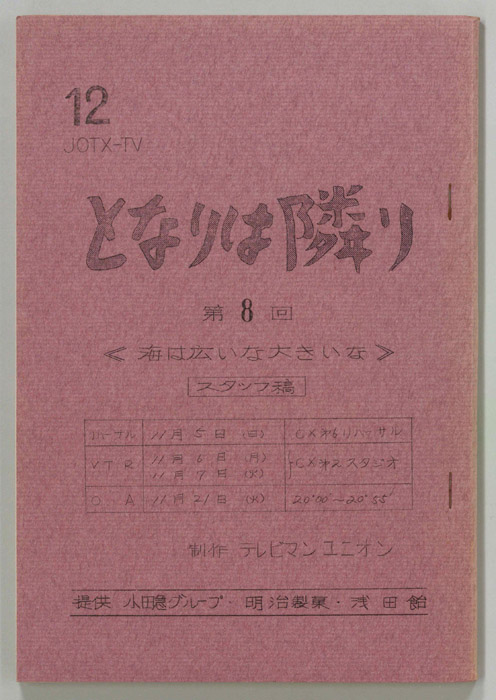 12
JOTX-TV
となりは隣り
第 8 回
≪ 海は広いな大きいな ≫
スタッフ稿
リハーサル 11月 5日 (日) CX第6リハーサル
VTR 11月 6日 (月) CX第2スタジオ
11月 7日 (火)
O.A 11月 21日 (火) 20'00"〜20'55"
制作 テレビマンユニオン
提供 小田急グループ・明治製菓・浅田飴